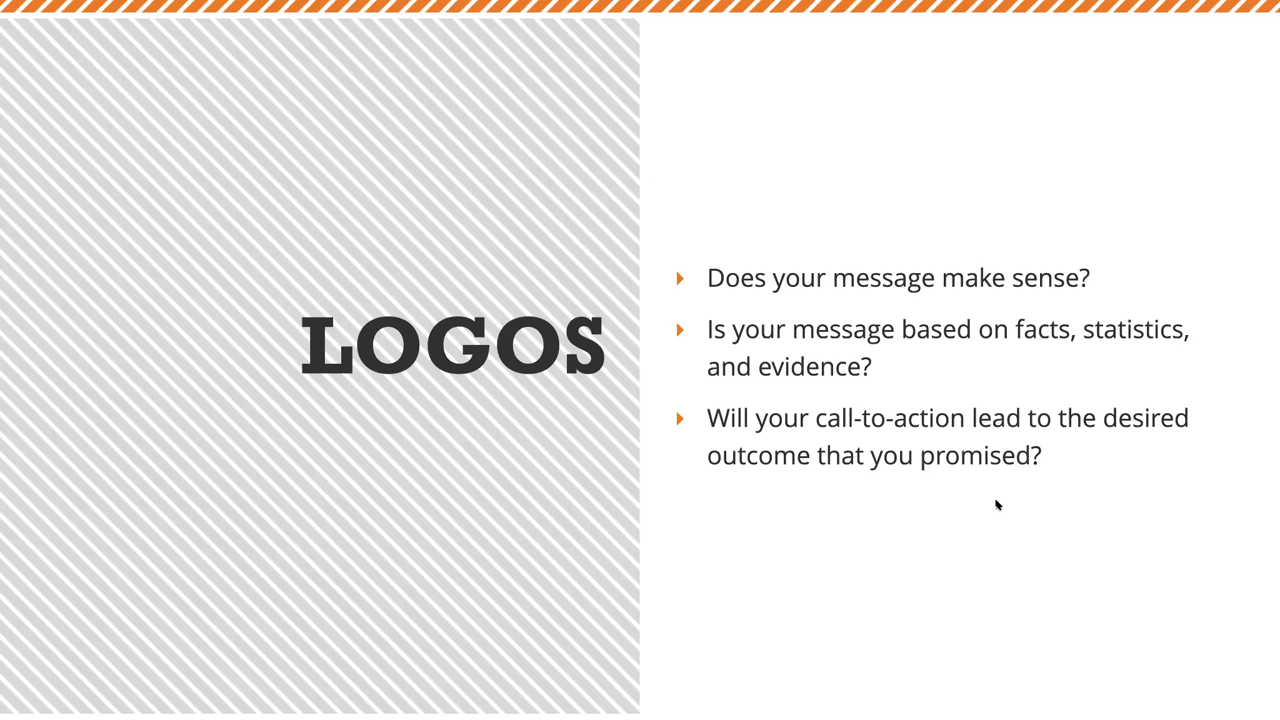 LOGOS
Does your message make sense?
Is your message based on facts, statistics,
and evidence?
Will your call-to-action lead to the desired
outcome that you promised?